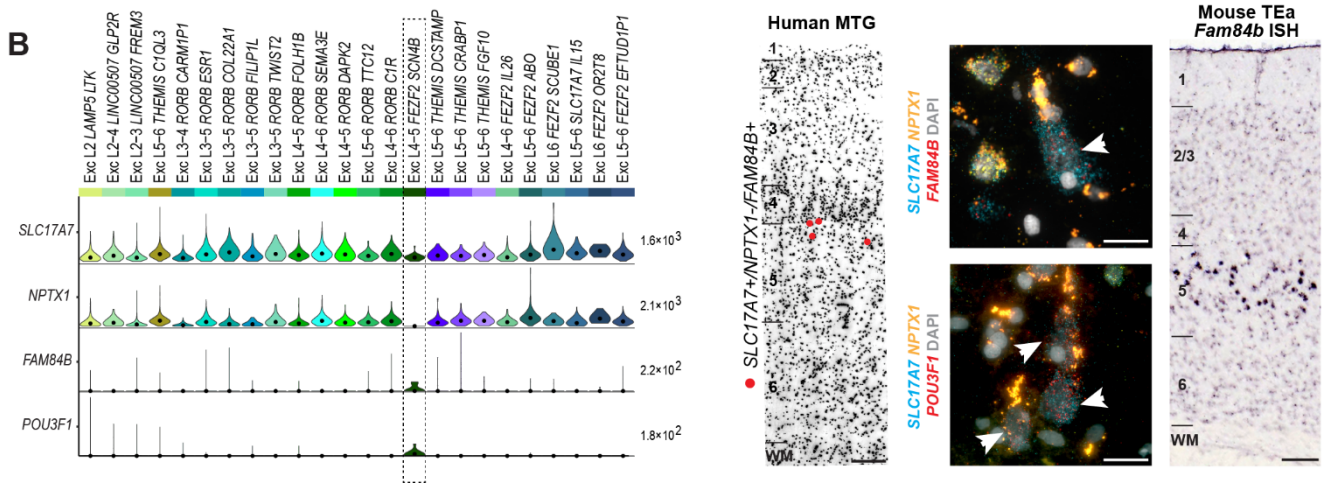 B
Exc L2 LAMP5 LTK
Exc L2-4 LINC00507 GLP2R
Exc L2-3 LINC00507 FREM3
Exc L5-6 THEMIS C1QL3
Exc L3-4 RORB CARM1P1
Exc L3-5 RORB ESR1
Exc L3-5 RORB COL22A1
Exc L3-5 RORB FILIP1L
Exc L3-5 RORB TWIST2
Exc L4-5 RORB FOLH1B
Exc L4-6 RORB SEMA3E
Exc L4-5 RORB DAPK2
Exc L5-6 RORB TTC12
Exc L4-6 RORB C1R
Exc L4-5 FEZF2 SCN4B
Exc L5-6 THEMIS DCSTAMP
Exc L5-6 THEMIS CRABP1
Exc L5-6 THEMIS FGF10
Exc L4-6 FEZF2 IL26
Exc L5-6 FEZF2 ABO
Exc L6 FEZF2 SCUBE1
Exc L5-6 SLC17A7 IL15
Exc L6 FEZF2 OR2T8
Exc L5-6 FEZF2 EFTUD1P1
SLC17A7
1.6×10³
NPTX1
2.1×10³
FAM84B
2.2×10²
POU3F1
1.8×10²
SLC17A7+/NPTX1-/FAM84B+
Human MTG
1
2
3
4
5
6
WM
SLC17A7 NPTX1
FAM84B DAPI
SLC17A7 NPTX1
POU3F1 DAPI
Mouse TEa
Fam84b ISH
1
2/3
4
5
6
WM